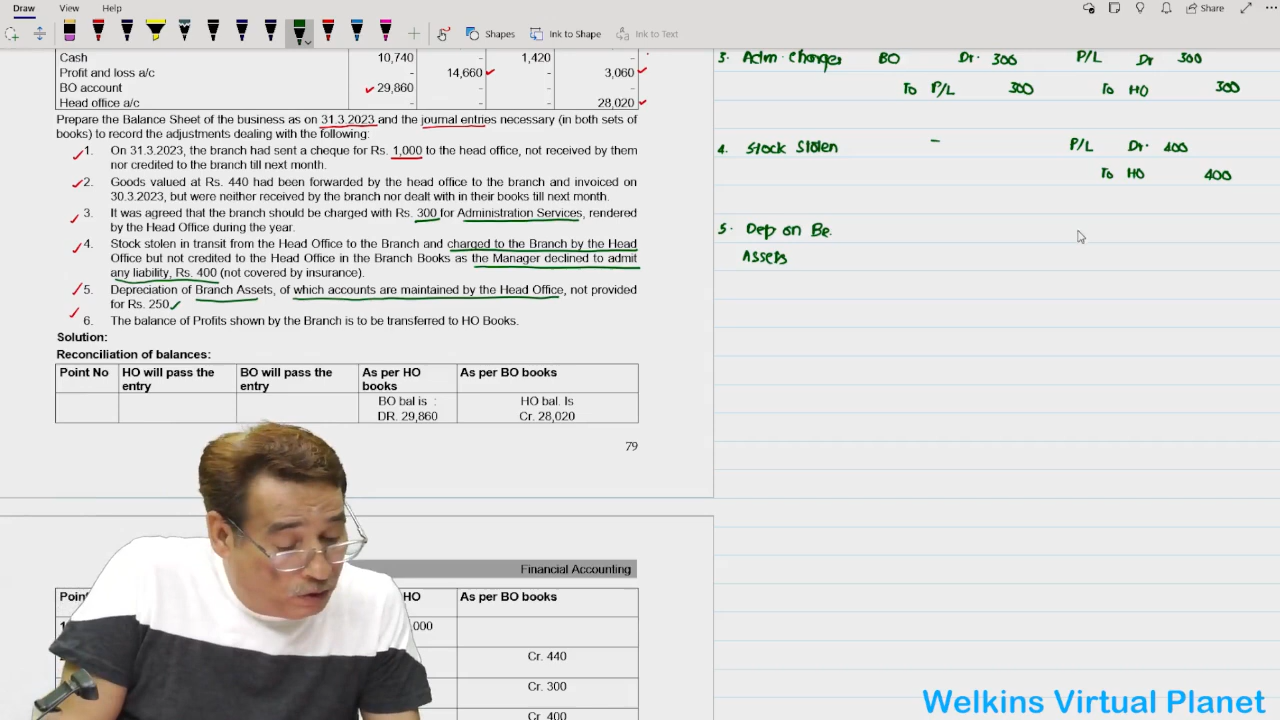 Draw Insert View Help
Share
Shapes Ink to Shape Ink to Text
Cash 10,740 - 1,420 -
Profit and loss a/c - 14,660 - 3,060
BO account 29,860 - - -
Head office a/c - - - 28,020
Prepare the Balance Sheet of the business as on 31.3.2023 and the journal entries necessary (in both sets of
books) to record the adjustments dealing with the following:
1. On 31.3.2023, the branch had sent a cheque for Rs. 1,000 to the head office, not received by them
nor credited to the branch till next month.
2. Goods valued at Rs. 440 had been forwarded by the head office to the branch and invoiced on
30.3.2023, but were neither received by the branch nor dealt with in their books till next month.
3. It was agreed that the branch should be charged with Rs. 300 for Administration Services, rendered
by the Head Office during the year.
4. Stock stolen in transit from the Head Office to the Branch and charged to the Branch by the Head
Office but not credited to the Head Office in the Branch Books as the Manager declined to admit
any liability, Rs. 400 (not covered by insurance).
5. Depreciation of Branch Assets, of which accounts are maintained by the Head Office, not provided
for Rs. 250
6. The balance of Profits shown by the Branch is to be transferred to HO Books.
Solution:
Reconciliation of balances:
Point No HO will pass the entry BO will pass the entry As per HO books As per BO books
BO bal is : DR. 29,860 HO bal. Is Cr. 28,020
79
Financial Accounting
HO As per BO books
,000
Cr. 440
Cr. 300
Cr. 400
3. Adm. Charges BO Dr. 300 P/L Dr 300
To P/L 300 To HO 300
4. Stock Stolen - P/L Dr. 400
To HO 400
5. Dep on Be.
Assets
Welkins Virtual Planet